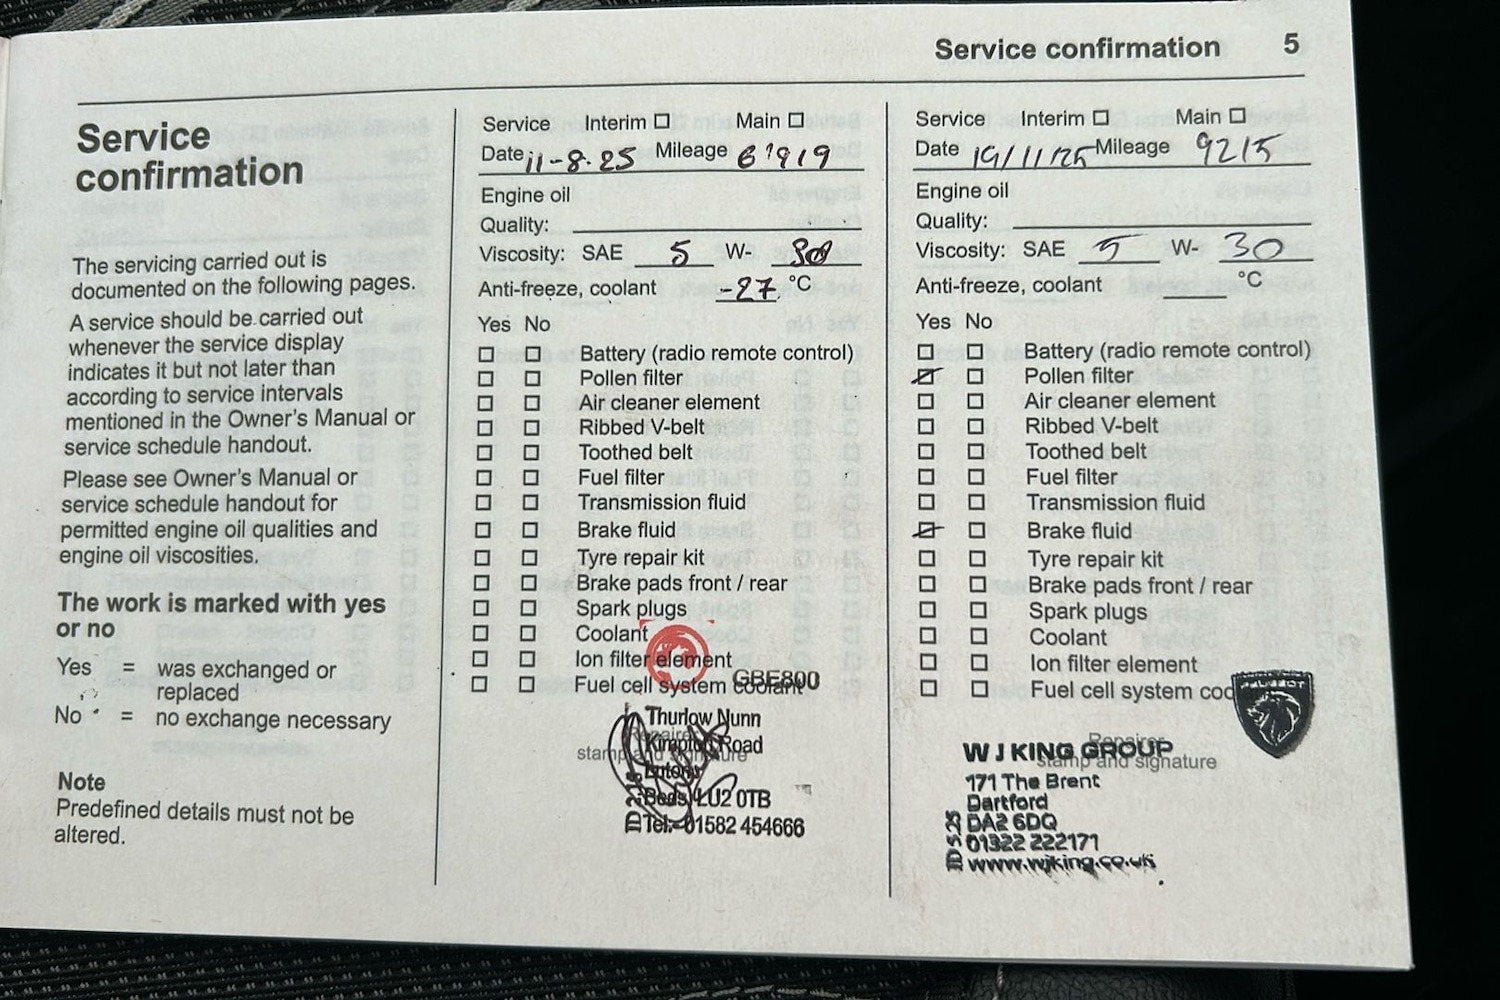 Service confirmation 5
Service
confirmation
The servicing carried out is
documented on the following pages.
A service should be carried out
whenever the service display
indicates it but not later than
according to service intervals
mentioned in the Owner's Manual or
service schedule handout.
Please see Owner's Manual or
service schedule handout for
permitted engine oil qualities and
engine oil viscosities.
The work is marked with yes
or no
Yes = was exchanged or
replaced
No = no exchange necessary
Note
Predefined details must not be
altered.
Service Interim Main
Date 11-8-25 Mileage
Engine oil
Quality:
Viscosity: SAE 5 W-
Anti-freeze, coolant -27 °C
Yes No
Battery (radio remote control)
Pollen filter
Air cleaner element
Ribbed V-belt
Toothed belt
Fuel filter
Transmission fluid
Brake fluid
Tyre repair kit
Brake pads front / rear
Spark plugs
Coolant
Ion filter element
Fuel cell system coolant
GBE800
Thurlow Nunn
Repairer
Kimpton Road
stamp and signature
Luton
Beds LU2 0TB
Tel: 01582 454666
Service Interim Main
Date 19/11/25 Mileage 9215
Engine oil
Quality:
Viscosity: SAE 5 W- 30
Anti-freeze, coolant °C
Yes No
Battery (radio remote control)
Pollen filter
Air cleaner element
Ribbed V-belt
Toothed belt
Fuel filter
Transmission fluid
Brake fluid
Tyre repair kit
Brake pads front / rear
Spark plugs
Coolant
Ion filter element
Fuel cell system coo
PEUGEOT
Repairer
W J KING GROUP
stamp and signature
171 The Brent
Dartford
DA2 6DQ
01322 222171
www.wjking.co.uk